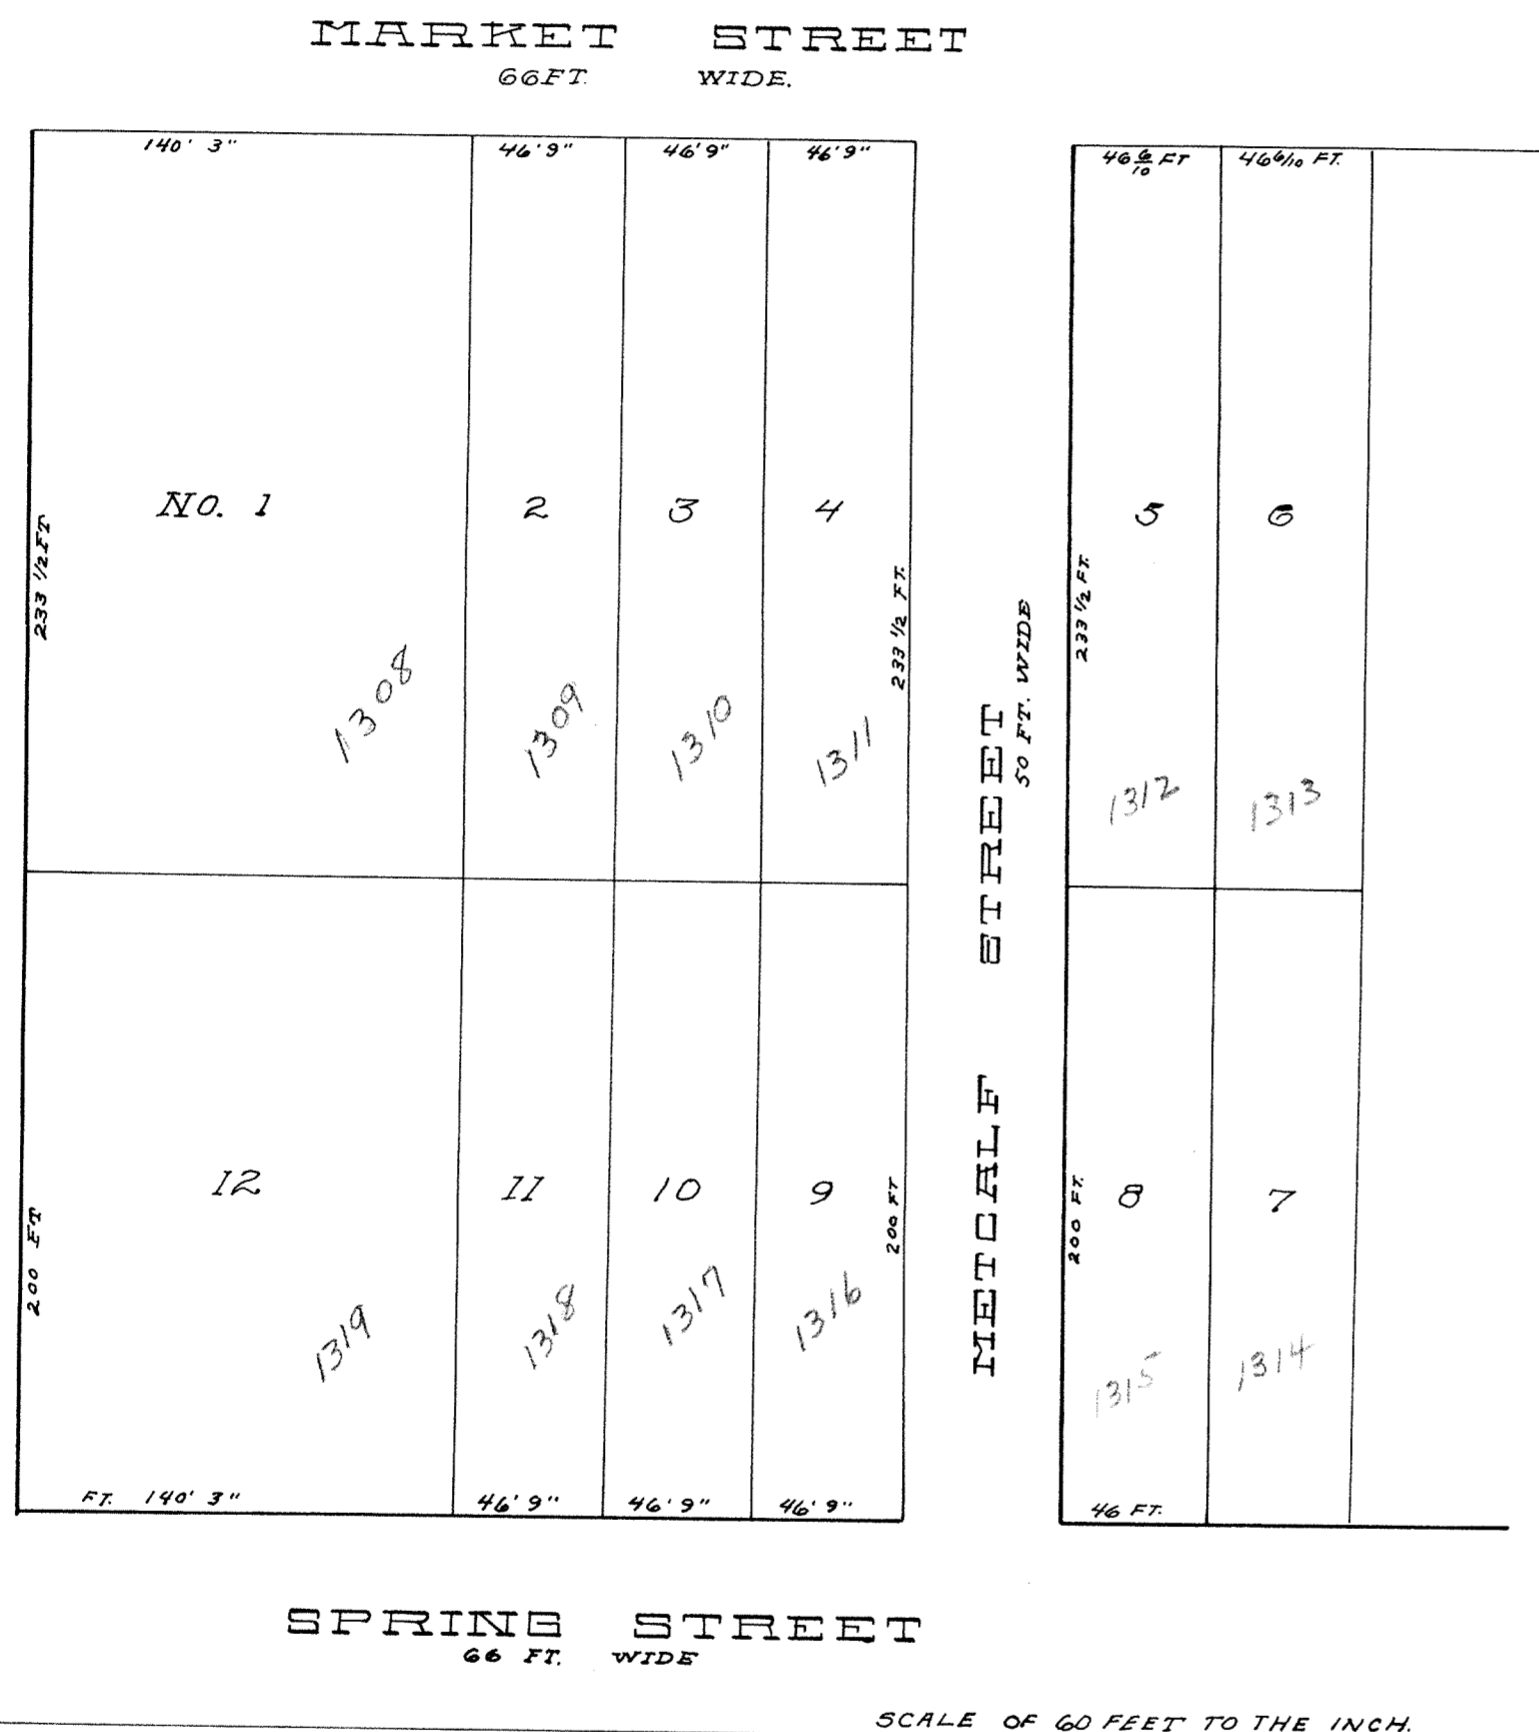 MARKET STREET
66 FT. WIDE.
140' 3" 46' 9" 46' 9" 46' 9" 46 6/10 FT 46 6/10 FT.
NO. 1 2 3 4 5 6
233 1/2 FT
233 1/2 FT.
233 1/2 FT.
1308 1309 1310 1311 1312 1313
METCALF STREET
50 FT. WIDE
12 11 10 9 8 7
200 FT
200 FT
200 FT.
1319 1318 1317 1316 1315 1314
FT. 140' 3" 46' 9" 46' 9" 46' 9" 46 FT.
SPRING STREET
66 FT. WIDE
SCALE OF 60 FEET TO THE INCH.